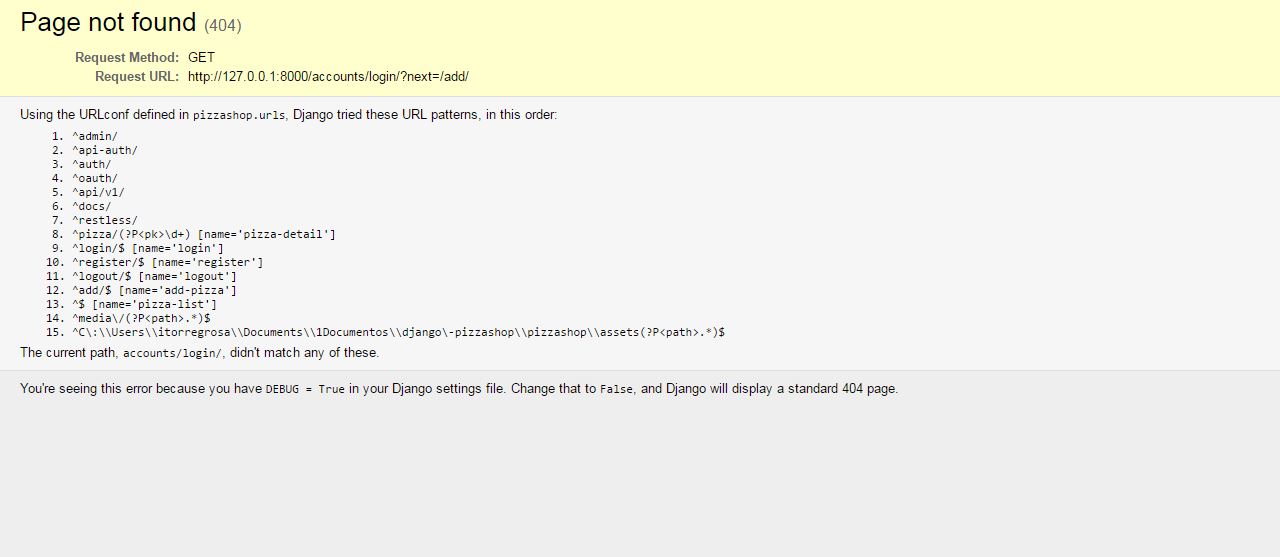 Page not found (404)
Request Method: GET
Request URL: http://127.0.0.1:8000/accounts/login/?next=/add/
Using the URLconf defined in pizzashop.urls, Django tried these URL patterns, in this order:
1. ^admin/
2. ^api-auth/
3. ^auth/
4. ^oauth/
5. ^api/v1/
6. ^docs/
7. ^restless/
8. ^pizza/(?P<pk>\d+) [name='pizza-detail']
9. ^login/$ [name='login']
10. ^register/$ [name='register']
11. ^logout/$ [name='logout']
12. ^add/$ [name='add-pizza']
13. ^$ [name='pizza-list']
14. ^media\/(?P<path>.*)$
15. ^C\:\\Users\\itorregrosa\\Documents\\1Documentos\\django\-pizzashop\\pizzashop\\assets(?P<path>.*)$
The current path, accounts/login/, didn't match any of these.
You're seeing this error because you have DEBUG = True in your Django settings file. Change that to False, and Django will display a standard 404 page.